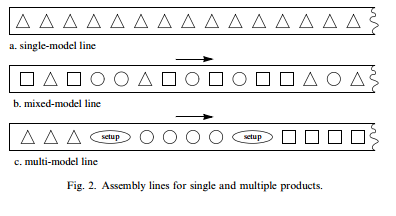 a. single-model line
b. mixed-model line
setup setup
c. multi-model line
Fig. 2. Assembly lines for single and multiple products.